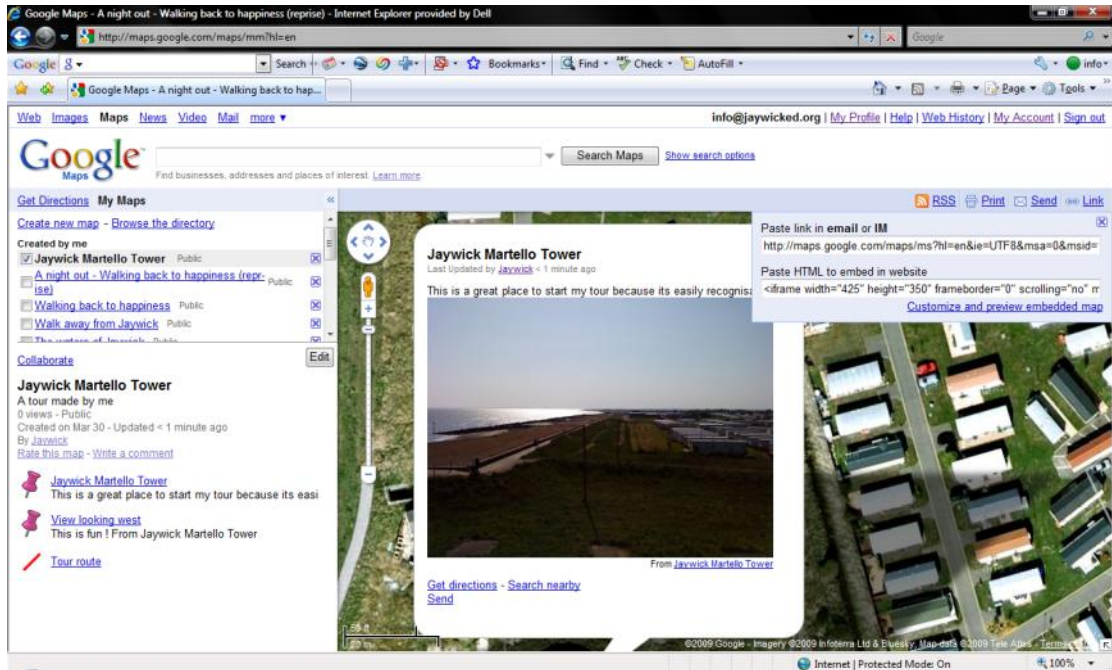 Google Maps - A night out - Walking back to happiness (reprise) - Internet Explorer provided by Dell
http://maps.google.com/maps/mm?hl=en
Google
Google
Search
Bookmarks
Find
Check
AutoFill
info
Google Maps - A night out - Walking back to hap...
Page
Tools
Web Images Maps News Video Mail more ▼
info@jaywicked.org | My Profile | Help | Web History | My Account | Sign out
Google
Maps
Search Maps
Show search options
Find businesses, addresses and places of interest. Learn more.
Get Directions My Maps «
RSS Print Send Link
Create new map - Browse the directory
Created by me
Jaywick Martello Tower Public
A night out - Walking back to happiness (repr-
ise) Public
Walking back to happiness Public
Walk away from Jaywick Public
The waters of Jaywick Public
Collaborate
Edit
Jaywick Martello Tower
A tour made by me
0 views - Public
Created on Mar 30 - Updated < 1 minute ago
By Jaywick
Rate this map - Write a comment
Jaywick Martello Tower
This is a great place to start my tour because its easi
View looking west
This is fun ! From Jaywick Martello Tower
Tour route
Jaywick Martello Tower
Last Updated by Jaywick < 1 minute ago
This is a great place to start my tour because its easily recognisa
From Jaywick Martello Tower
Get directions - Search nearby
Send
Paste link in email or IM
http://maps.google.com/maps/ms?hl=en&ie=UTF8&msa=0&msid=
Paste HTML to embed in website
<iframe width="425" height="350" frameborder="0" scrolling="no" m
Customize and preview embedded map
50 ft
20 m
©2009 Google - Imagery ©2009 Infoterra Ltd & Bluesky, Map data ©2009 Tele Atlas - Terms
Internet | Protected Mode: On
100%